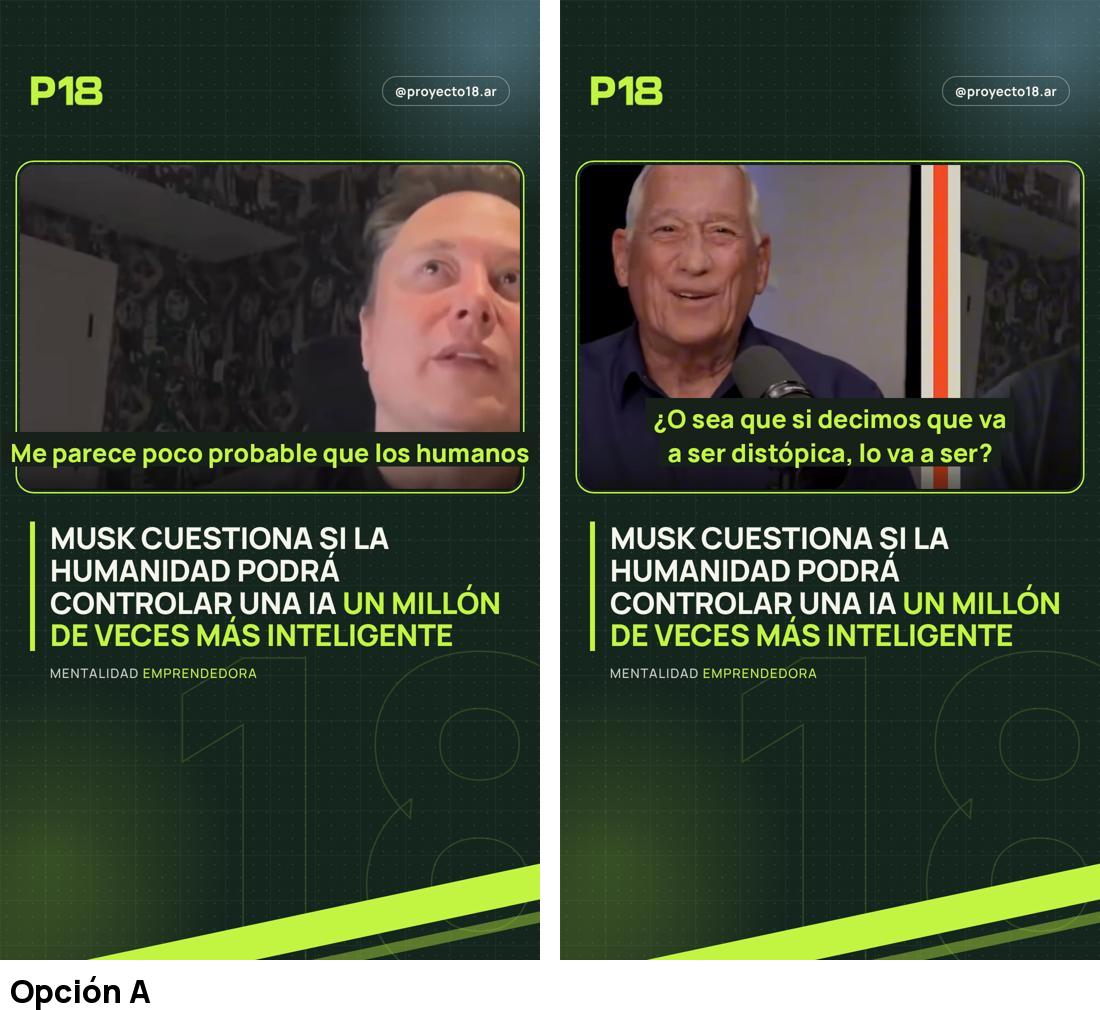 P18
@proyecto18.ar
Me parece poco probable que los humanos
MUSK CUESTIONA SI LA
HUMANIDAD PODRÁ
CONTROLAR UNA IA UN MILLÓN
DE VECES MÁS INTELIGENTE
MENTALIDAD EMPRENDEDORA
18
P18
@proyecto18.ar
¿O sea que si decimos que va
a ser distópica, lo va a ser?
MUSK CUESTIONA SI LA
HUMANIDAD PODRÁ
CONTROLAR UNA IA UN MILLÓN
DE VECES MÁS INTELIGENTE
MENTALIDAD EMPRENDEDORA
18
Opción A